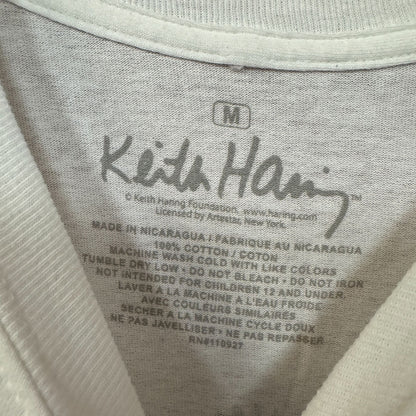 M
Keith Haring™
© Keith Haring Foundation. www.haring.com
Licensed by Artestar, New York.
MADE IN NICARAGUA / FABRIQUE AU NICARAGUA
100% COTTON / COTON
MACHINE WASH COLD WITH LIKE COLORS
TUMBLE DRY LOW • DO NOT BLEACH • DO NOT IRON
NOT INTENDED FOR CHILDREN 12 AND UNDER.
LAVER A LA MACHINE A L'EAU FROIDE
AVEC COULEURS SIMILAIRES
SECHER A LA MACHINE CYCLE DOUX
NE PAS JAVELLISER • NE PAS REPASSER
RN#110927